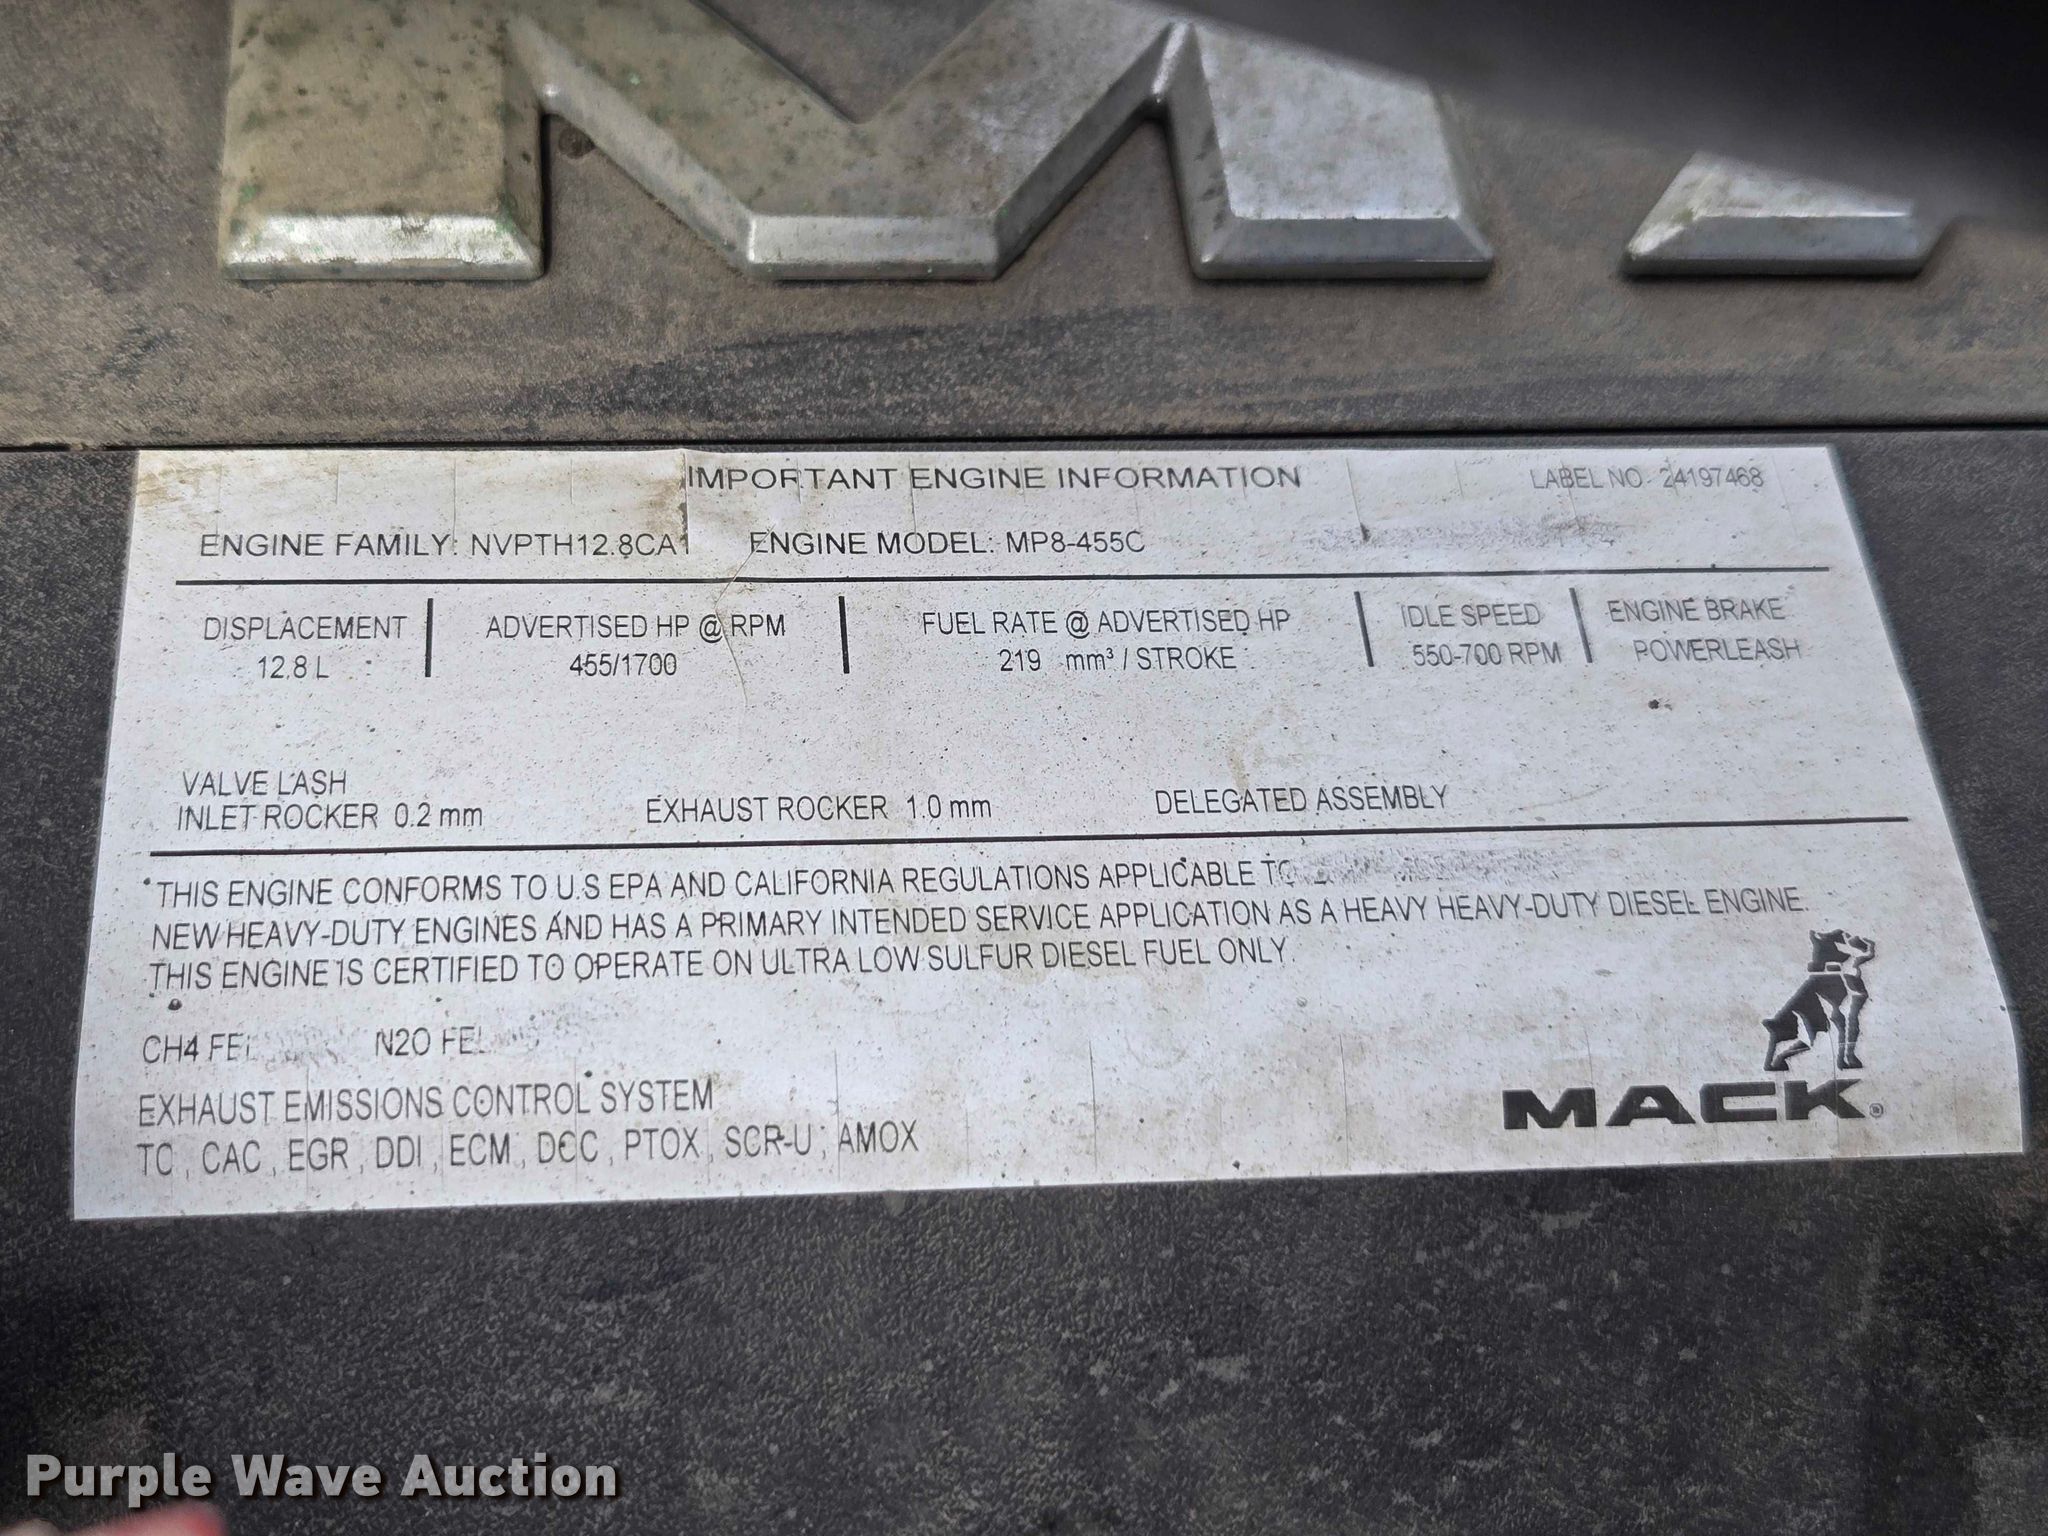 IMPORTANT ENGINE INFORMATION LABEL NO. 24197468
ENGINE FAMILY: NVPTH12.8CA1 ENGINE MODEL: MP8-455C
DISPLACEMENT ADVERTISED HP @ RPM FUEL RATE @ ADVERTISED HP IDLE SPEED ENGINE BRAKE
12.8 L 455/1700 219 mm³ / STROKE 550-700 RPM POWERLEASH
VALVE LASH
INLET ROCKER 0.2 mm EXHAUST ROCKER 1.0 mm DELEGATED ASSEMBLY
THIS ENGINE CONFORMS TO U.S EPA AND CALIFORNIA REGULATIONS APPLICABLE TO
NEW HEAVY-DUTY ENGINES AND HAS A PRIMARY INTENDED SERVICE APPLICATION AS A HEAVY HEAVY-DUTY DIESEL ENGINE.
THIS ENGINE IS CERTIFIED TO OPERATE ON ULTRA LOW SULFUR DIESEL FUEL ONLY.
CH4 FEL N2O FEL
EXHAUST EMISSIONS CONTROL SYSTEM
TC , CAC , EGR , DDI , ECM , DOC , PTOX , SCR-U , AMOX
MACK®
Purple Wave Auction